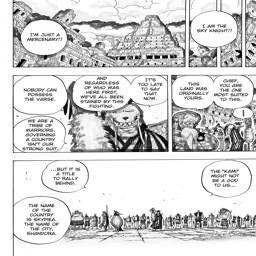 I AM THE
SKY KNIGHT!!
I'M JUST A
MERCENARY!!
CHIEF,
YOU ARE
THE ONE
MOST SUITED
TO THIS.
THIS
LAND WAS
ORIGINALLY
YOURS.
IT'S TOO
LATE TO
SAY THAT
NOW.
AND
REGARDLESS
OF WHO WAS
HERE FIRST,
WE'VE ALL BEEN
STAINED BY THIS
FIGHTING.
NOBODY CAN
POSSESS
THE VARSE.
WE ARE A
TRIBE OF
WARRIORS.
GOVERNING A
COUNTRY
ISN'T OUR
STRONG SUIT...
THE "KAMI"
MIGHT NOT
BE A GOD
TO US...
...BUT IT IS
A TITLE
TO RALLY
BEHIND.
THE NAME
OF THE
COUNTRY
IS SKYPIEA.
THE NAME OF
THE CITY,
SHANDORA.